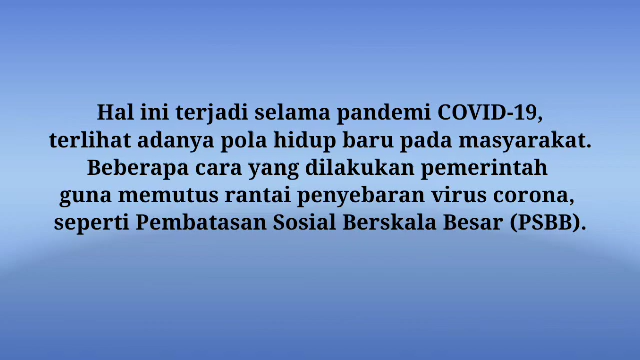 Hal ini terjadi selama pandemi COVID-19,
terlihat adanya pola hidup baru pada masyarakat.
Beberapa cara yang dilakukan pemerintah
guna memutus rantai penyebaran virus corona,
seperti Pembatasan Sosial Berskala Besar (PSBB).